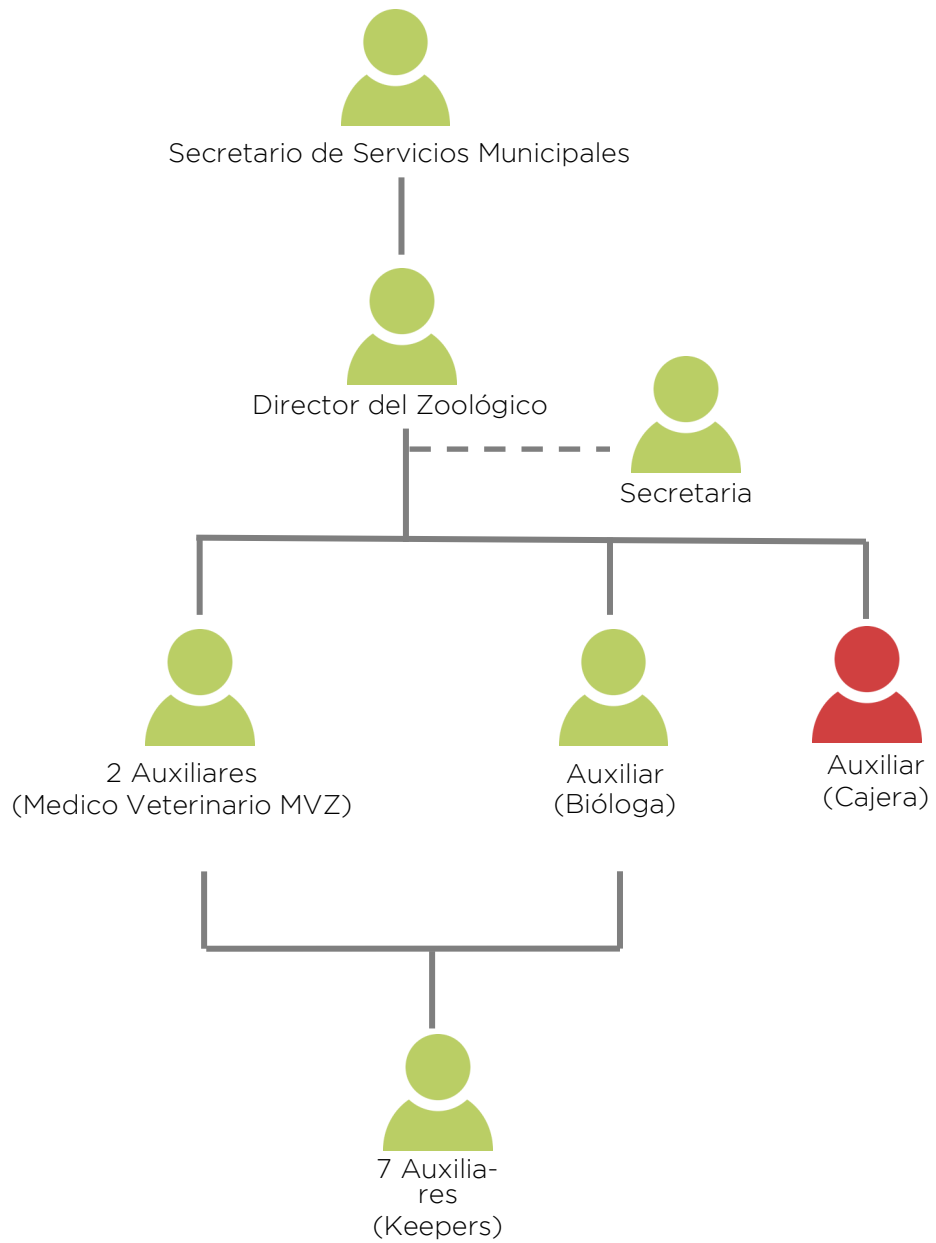 Secretario de Servicios Municipales
Director del Zoológico
Secretaria
2 Auxiliares
(Medico Veterinario MVZ)
Auxiliar
(Bióloga)
Auxiliar
(Cajera)
7 Auxilia-
res
(Keepers)